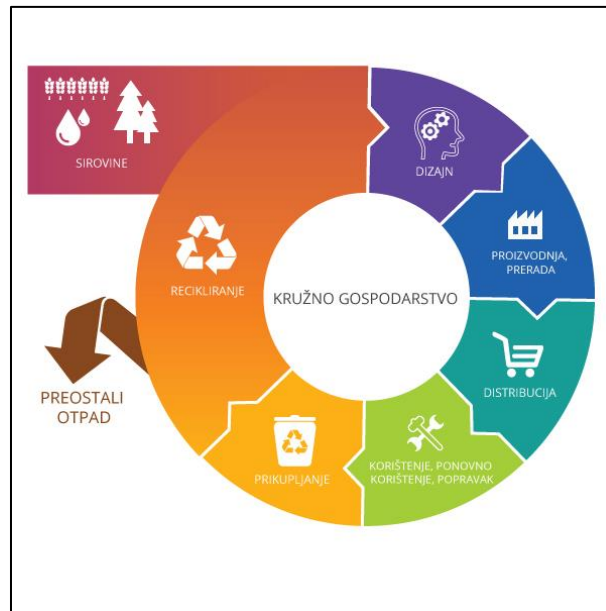 SIROVINE
DIZAJN
PROIZVODNJA,
PRERADA
RECIKLIRANJE
KRUŽNO GOSPODARSTVO
DISTRIBUCIJA
PREOSTALI
OTPAD
KORIŠTENJE, PONOVNO
KORIŠTENJE, POPRAVAK
PRIKUPLJANJE